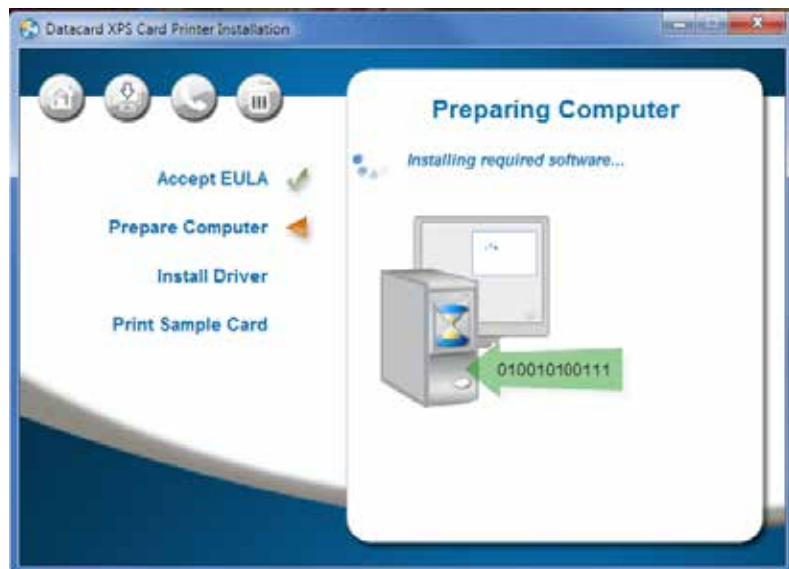 Datacard XPS Card Printer Installation
Preparing Computer
Installing required software...
Accept EULA
Prepare Computer
Install Driver
Print Sample Card
010010100111